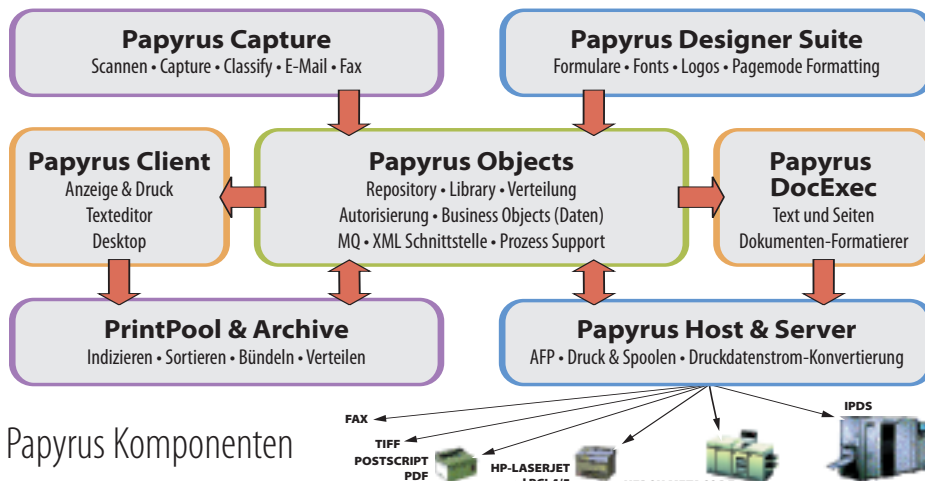 Papyrus Capture
Scannen • Capture • Classify • E-Mail • Fax
Papyrus Designer Suite
Formulare • Fonts • Logos • Pagemode Formatting
Papyrus Client
Anzeige & Druck
Texteditor
Desktop
Papyrus Objects
Repository • Library • Verteilung
Autorisierung • Business Objects (Daten)
MQ • XML Schnittstelle • Prozess Support
Papyrus
DocExec
Text und Seiten
Dokumenten-Formatierer
PrintPool & Archive
Indizieren • Sortieren • Bündeln • Verteilen
Papyrus Host & Server
AFP • Druck & Spoolen • Druckdatenstrom-Konvertierung
Papyrus Komponenten
FAX
TIFF
POSTSCRIPT
PDF
HP-LASERJET
IPDS